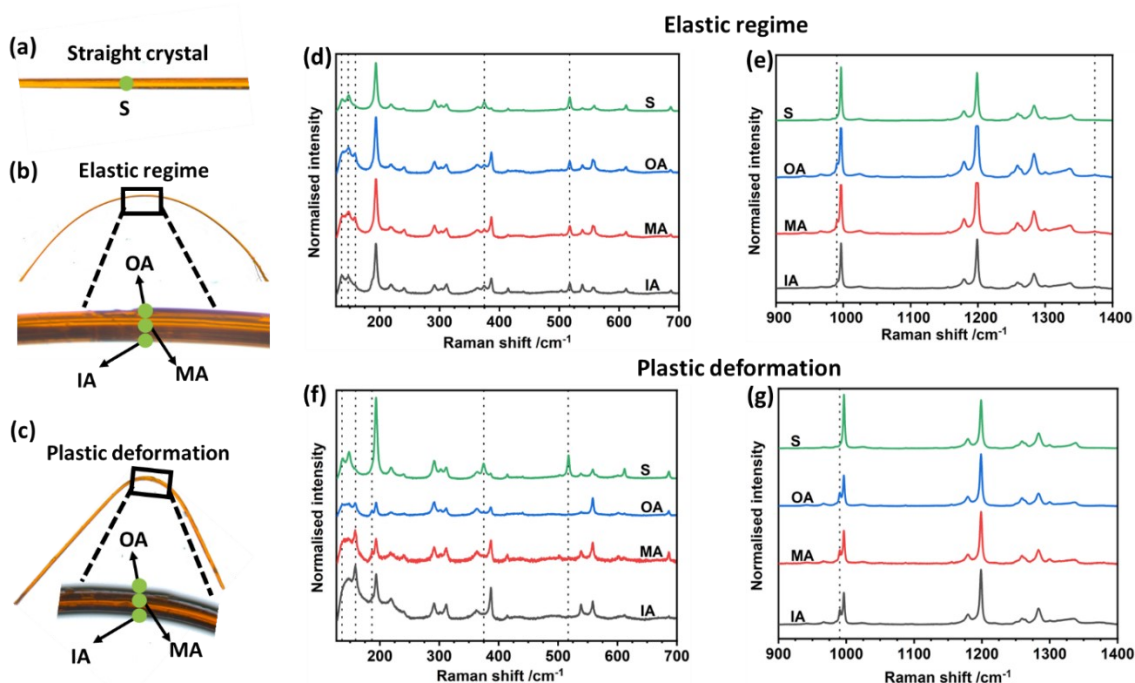 (a)
Straight crystal
S
(b)
Elastic regime
OA
IA
MA
(c)
Plastic deformation
OA
IA
MA
Elastic regime
(d)
Normalised intensity
S
OA
MA
IA
200
300
400
500
600
700
Raman shift /cm⁻¹
(e)
Normalised intensity
S
OA
MA
IA
900
1000
1100
1200
1300
1400
Raman shift /cm⁻¹
Plastic deformation
(f)
Normalised intensity
S
OA
MA
IA
200
300
400
500
600
700
Raman shift /cm⁻¹
(g)
Normalised intensity
S
OA
MA
IA
900
1000
1100
1200
1300
1400
Raman shift /cm⁻¹